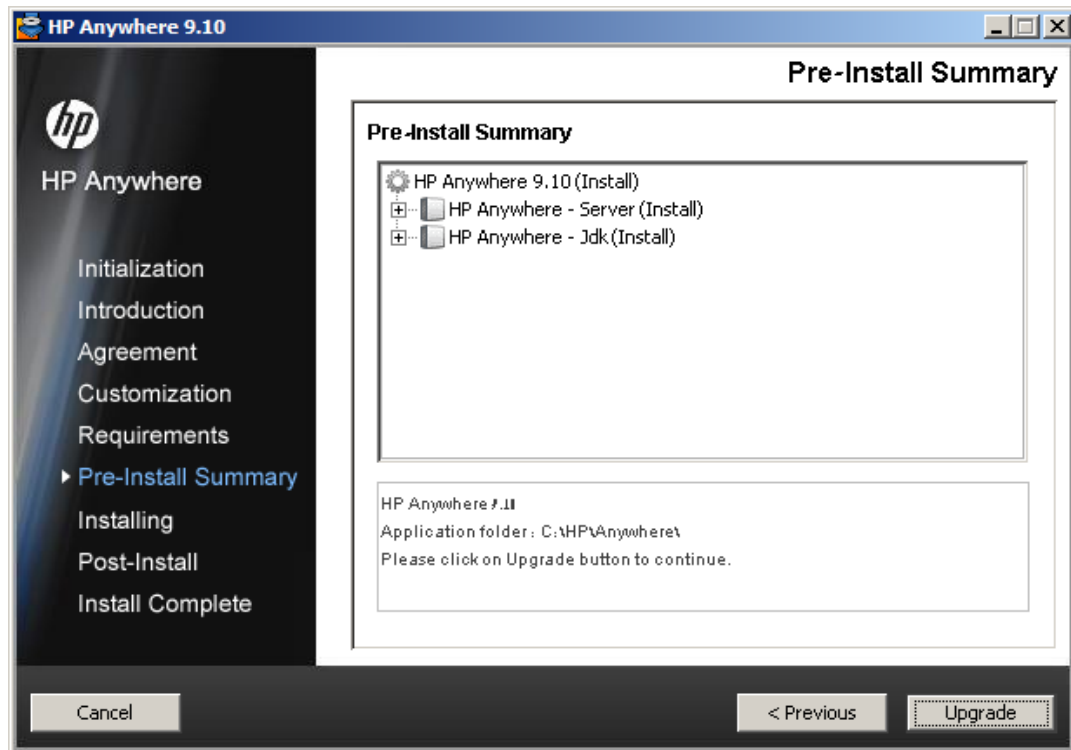 HP Anywhere 9.10
Pre-Install Summary
hp
HP Anywhere
Initialization
Introduction
Agreement
Customization
Requirements
Pre-Install Summary
Installing
Post-Install
Install Complete
Pre-Install Summary
HP Anywhere 9.10 (Install)
HP Anywhere - Server (Install)
HP Anywhere - Jdk (Install)
HP Anywhere
Application folder: C:\HP\Anywhere\
Please click on Upgrade button to continue.
Cancel
< Previous
Upgrade